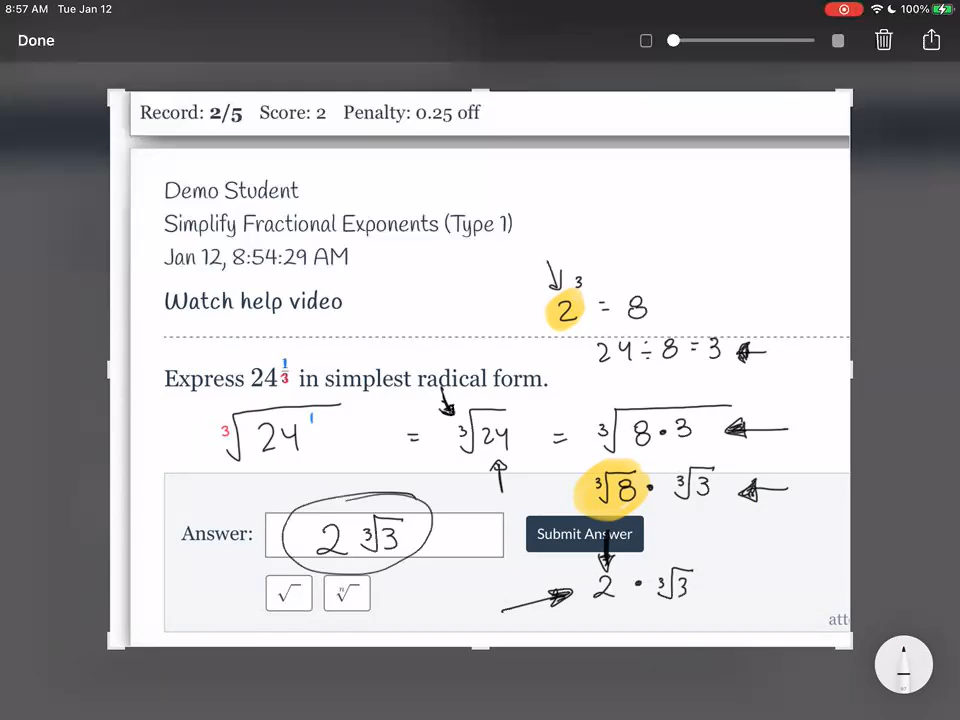 8:57 AM Tue Jan 12 100%
Done
Record: 2/5 Score: 2 Penalty: 0.25 off
Demo Student
Simplify Fractional Exponents (Type 1)
Jan 12, 8:54:29 AM
Watch help video
2³ = 8
24 ÷ 8 = 3
Express 24^(1/3) in simplest radical form.
∛24¹ = ∛24 = ∛8·3
∛8 · ∛3
Answer: 2 ∛3 Submit Answer
2 · ∛3
√ ⁿ√
att
97